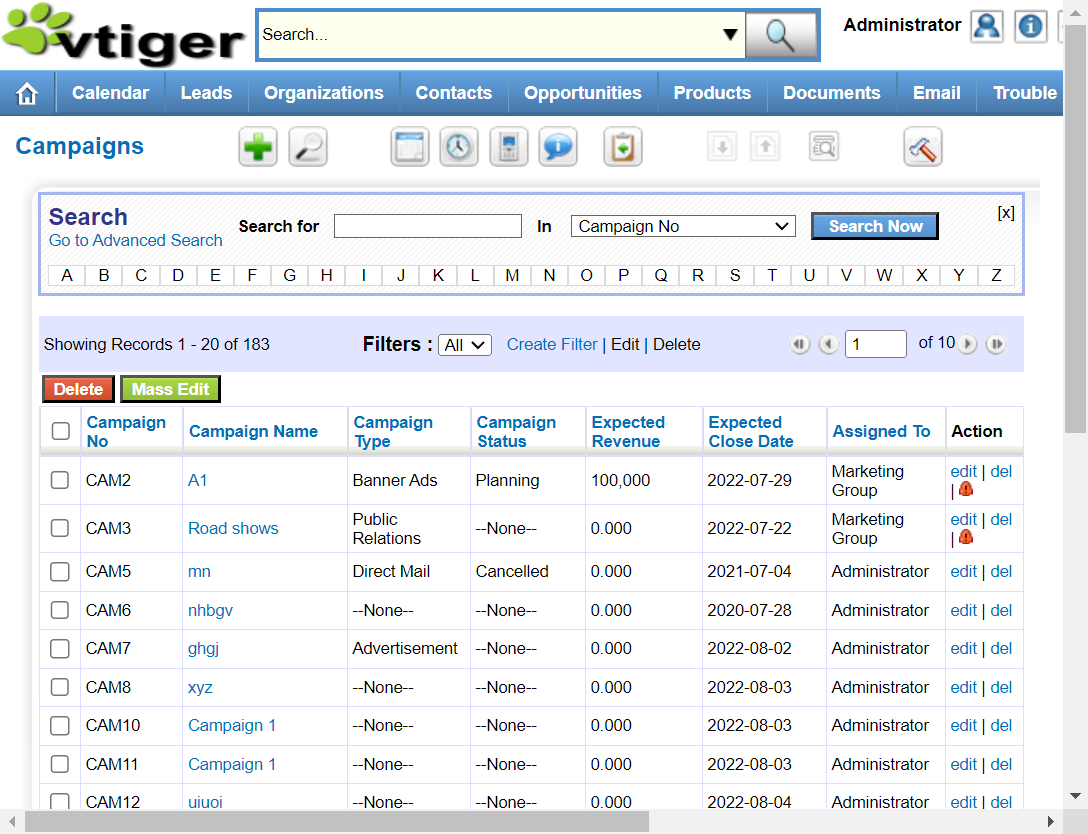 vtiger
Search...
Administrator
Calendar Leads Organizations Contacts Opportunities Products Documents Email Trouble
Campaigns
Search
Go to Advanced Search
Search for In Campaign No Search Now
[x]
A B C D E F G H I J K L M N O P Q R S T U V W X Y Z
Showing Records 1 - 20 of 183 Filters : All Create Filter | Edit | Delete 1 of 10
Delete Mass Edit
Campaign No Campaign Name Campaign Type Campaign Status Expected Revenue Expected Close Date Assigned To Action
CAM2 A1 Banner Ads Planning 100,000 2022-07-29 Marketing Group edit | del |
CAM3 Road shows Public Relations --None-- 0.000 2022-07-22 Marketing Group edit | del |
CAM5 mn Direct Mail Cancelled 0.000 2021-07-04 Administrator edit | del
CAM6 nhbgv --None-- --None-- 0.000 2020-07-28 Administrator edit | del
CAM7 ghgj Advertisement --None-- 0.000 2022-08-02 Administrator edit | del
CAM8 xyz --None-- --None-- 0.000 2022-08-03 Administrator edit | del
CAM10 Campaign 1 --None-- --None-- 0.000 2022-08-03 Administrator edit | del
CAM11 Campaign 1 --None-- --None-- 0.000 2022-08-03 Administrator edit | del
CAM12 uiuoi --None-- --None-- 0.000 2022-08-04 Administrator edit | del